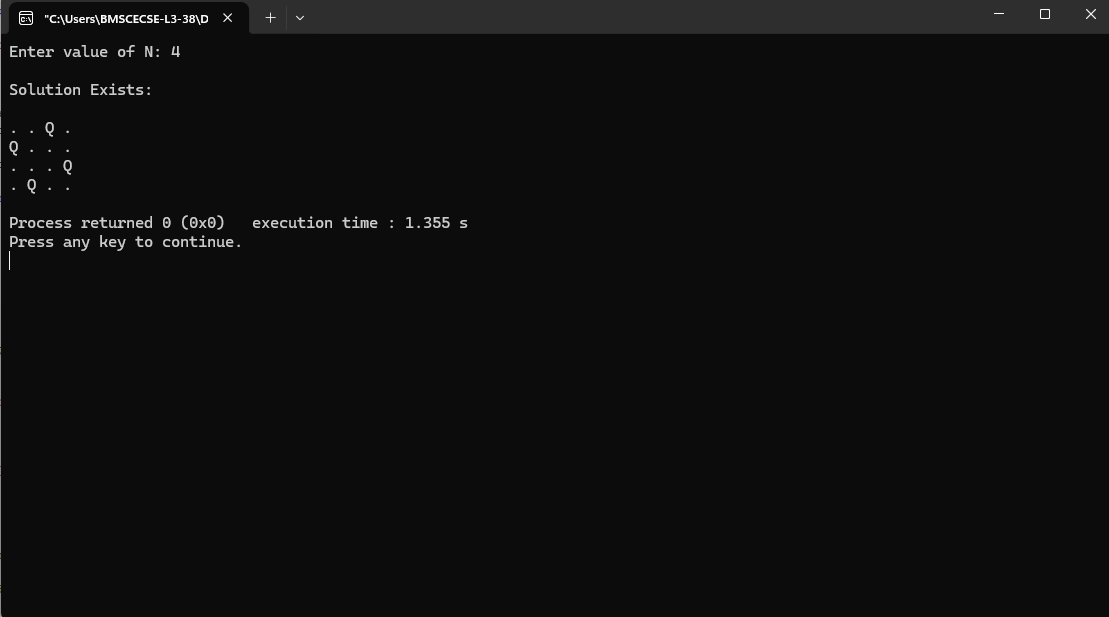 "C:\Users\BMSCECSE-L3-38\D
Enter value of N: 4
Solution Exists:
. . Q .
Q . . .
. . . Q
. Q . .
Process returned 0 (0x0)   execution time : 1.355 s
Press any key to continue.